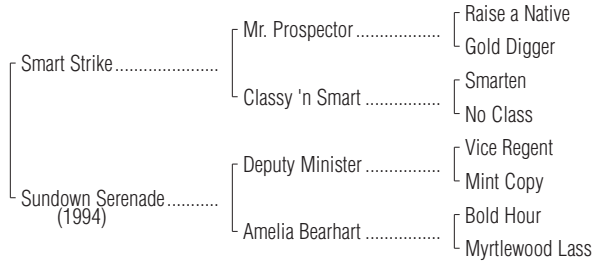 Raise a Native
Mr. Prospector ..................
Gold Digger
Smart Strike ......................
Smarten
Classy 'n Smart ................
No Class
Vice Regent
Deputy Minister ................
Mint Copy
Sundown Serenade ...........
(1994)
Bold Hour
Amelia Bearhart ................
Myrtlewood Lass